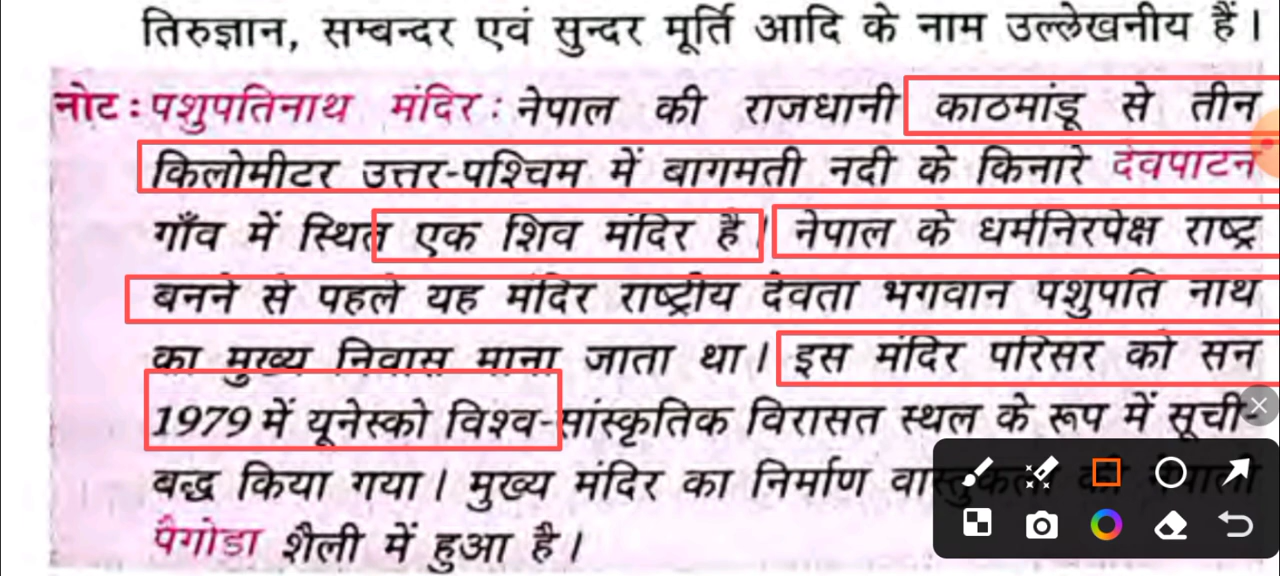 तिरुज्ञान, सम्बन्दर एवं सुन्दर मूर्ति आदि के नाम उल्लेखनीय हैं।
नोट : पशुपतिनाथ मंदिर : नेपाल की राजधानी काठमांडू से तीन
किलोमीटर उत्तर-पश्चिम में बागमती नदी के किनारे देवपाटन
गाँव में स्थित एक शिव मंदिर है। नेपाल के धर्मनिरपेक्ष राष्ट्र
बनने से पहले यह मंदिर राष्ट्रीय देवता भगवान पशुपति नाथ
का मुख्य निवास माना जाता था। इस मंदिर परिसर को सन
1979 में यूनेस्को विश्व-सांस्कृतिक विरासत स्थल के रूप में सूची-
बद्ध किया गया। मुख्य मंदिर का निर्माण वास्तुकला की नेपाली
पैगोडा शैली में हुआ है।